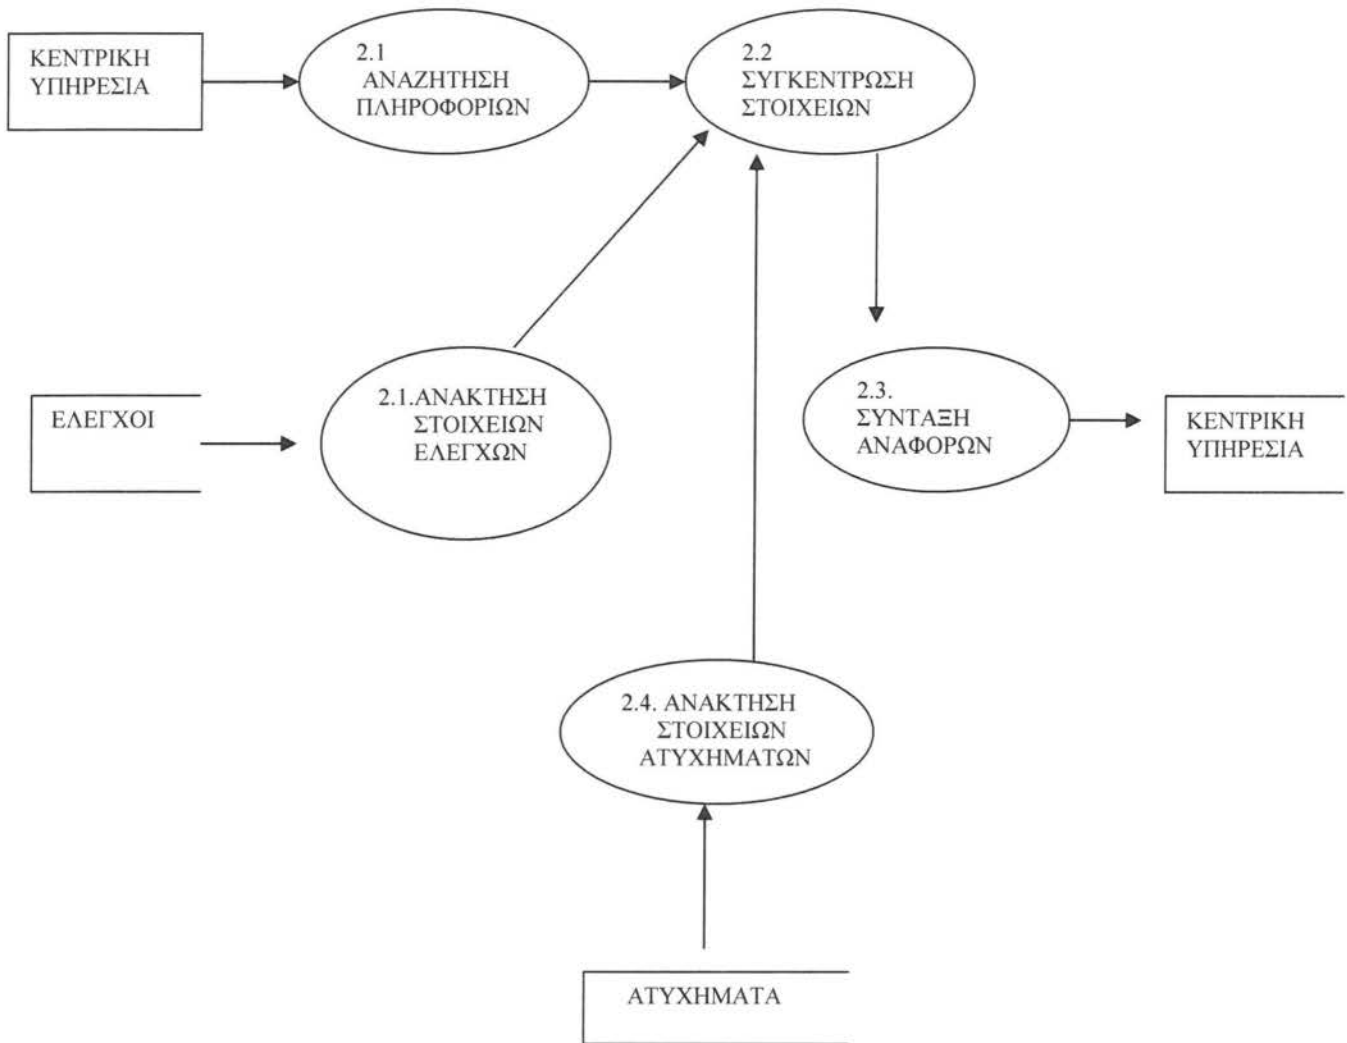 ΚΕΝΤΡΙΚΗ
ΥΠΗΡΕΣΙΑ
2.1
ΑΝΑΖΗΤΗΣΗ
ΠΛΗΡΟΦΟΡΙΩΝ
2.2
ΣΥΓΚΕΝΤΡΩΣΗ
ΣΤΟΙΧΕΙΩΝ
ΕΛΕΓΧΟΙ
2.1.ΑΝΑΚΤΗΣΗ
ΣΤΟΙΧΕΙΩΝ
ΕΛΕΓΧΩΝ
2.3.
ΣΥΝΤΑΞΗ
ΑΝΑΦΟΡΩΝ
ΚΕΝΤΡΙΚΗ
ΥΠΗΡΕΣΙΑ
2.4. ΑΝΑΚΤΗΣΗ
ΣΤΟΙΧΕΙΩΝ
ΑΤΥΧΗΜΑΤΩΝ
ΑΤΥΧΗΜΑΤΑ